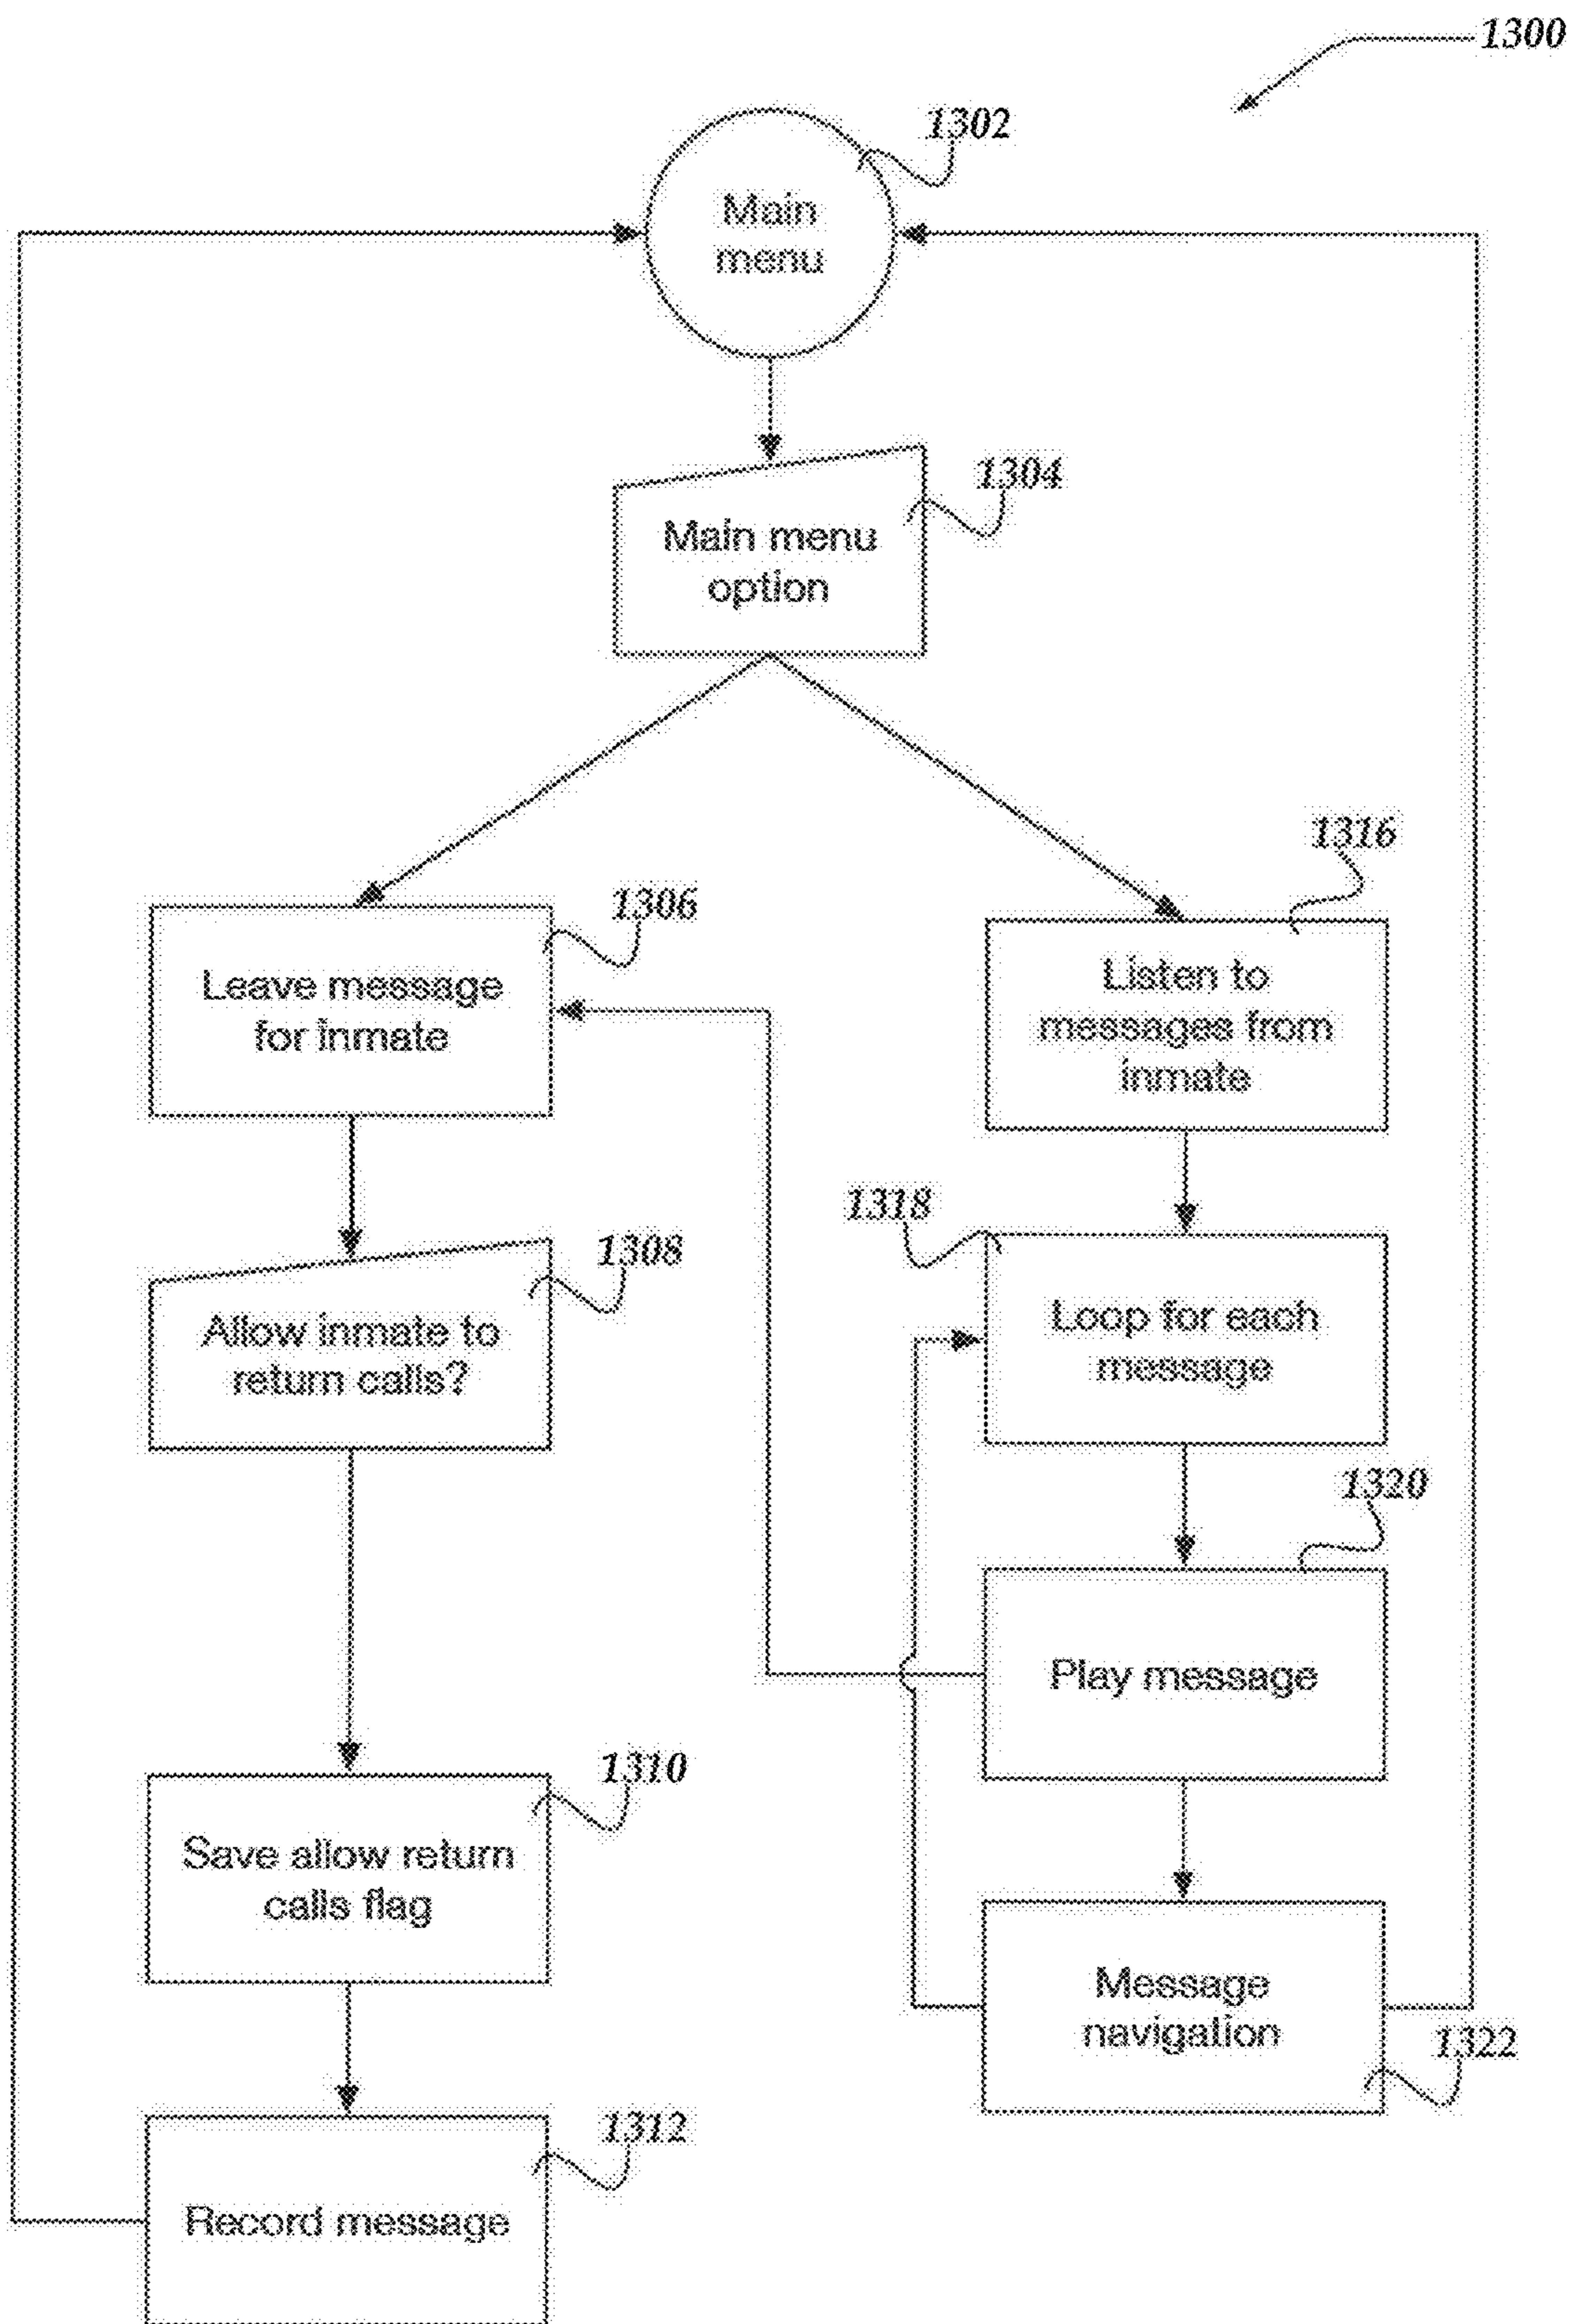 1300
1302
Main
menu
1304
Main menu
option
1316
1306
Leave message
for inmate
Listen to
messages from
inmate
1318
1308
Allow inmate to
return calls?
Loop for each
message
1320
Play message
1310
Save allow return
calls flag
Message
navigation
1322
1312
Record message